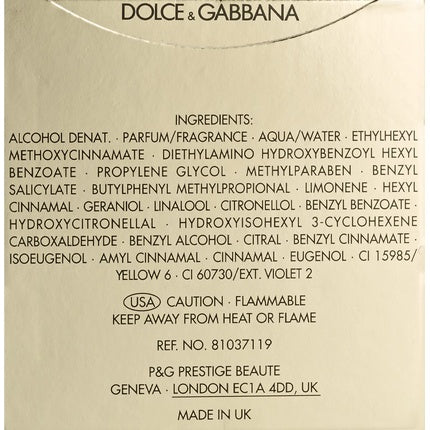 DOLCE & GABBANA
INGREDIENTS:
ALCOHOL DENAT. · PARFUM/FRAGRANCE · AQUA/WATER · ETHYLHEXYL
METHOXYCINNAMATE · DIETHYLAMINO HYDROXYBENZOYL HEXYL
BENZOATE · PROPYLENE GLYCOL · METHYLPARABEN · BENZYL
SALICYLATE · BUTYLPHENYL METHYLPROPIONAL · LIMONENE · HEXYL
CINNAMAL · GERANIOL · LINALOOL · CITRONELLOL · BENZYL BENZOATE ·
HYDROXYCITRONELLAL · HYDROXYISOHEXYL 3-CYCLOHEXENE
CARBOXALDEHYDE · BENZYL ALCOHOL · CITRAL · BENZYL CINNAMATE ·
ISOEUGENOL · AMYL CINNAMAL · CINNAMAL · EUGENOL · CI 15985/
YELLOW 6 · CI 60730/EXT. VIOLET 2
USA CAUTION · FLAMMABLE
KEEP AWAY FROM HEAT OR FLAME
REF. NO. 81037119
P&G PRESTIGE BEAUTE
GENEVA · LONDON EC1A 4DD, UK
MADE IN UK